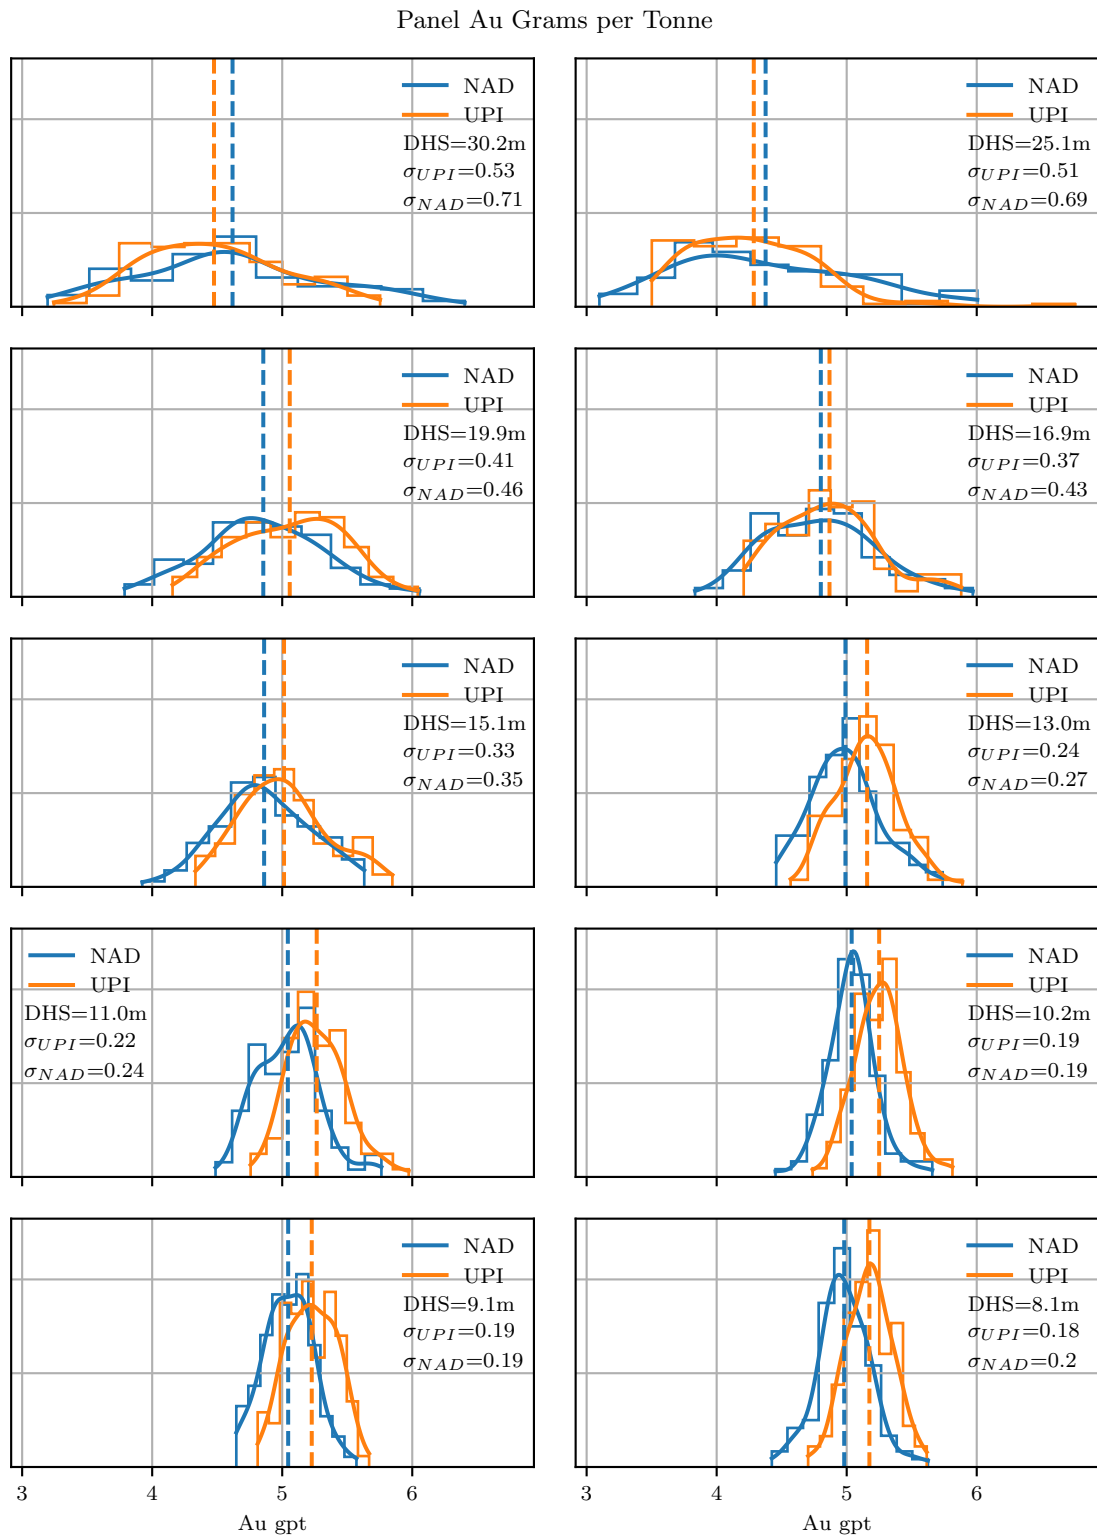 Panel Au Grams per Tonne
NAD
UPI
DHS=30.2m
σUPI=0.53
σNAD=0.71
NAD
UPI
DHS=25.1m
σUPI=0.51
σNAD=0.69
NAD
UPI
DHS=19.9m
σUPI=0.41
σNAD=0.46
NAD
UPI
DHS=16.9m
σUPI=0.37
σNAD=0.43
NAD
UPI
DHS=15.1m
σUPI=0.33
σNAD=0.35
NAD
UPI
DHS=13.0m
σUPI=0.24
σNAD=0.27
NAD
UPI
DHS=11.0m
σUPI=0.22
σNAD=0.24
NAD
UPI
DHS=10.2m
σUPI=0.19
σNAD=0.19
NAD
UPI
DHS=9.1m
σUPI=0.19
σNAD=0.19
3 4 5 6
Au gpt
NAD
UPI
DHS=8.1m
σUPI=0.18
σNAD=0.2
3 4 5 6
Au gpt